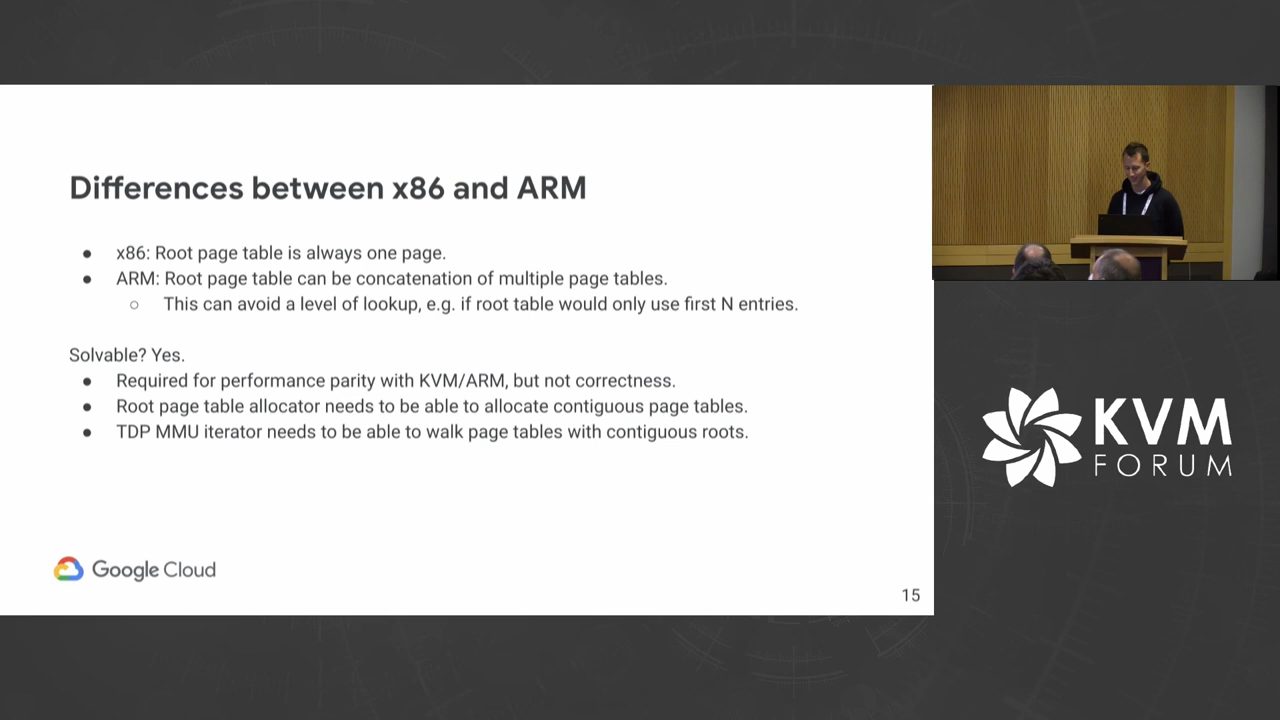 Differences between x86 and ARM
● x86: Root page table is always one page.
● ARM: Root page table can be concatenation of multiple page tables.
○ This can avoid a level of lookup, e.g. if root table would only use first N entries.
Solvable? Yes.
● Required for performance parity with KVM/ARM, but not correctness.
● Root page table allocator needs to be able to allocate contiguous page tables.
● TDP MMU iterator needs to be able to walk page tables with contiguous roots.
Google Cloud
15
KVM
FORUM